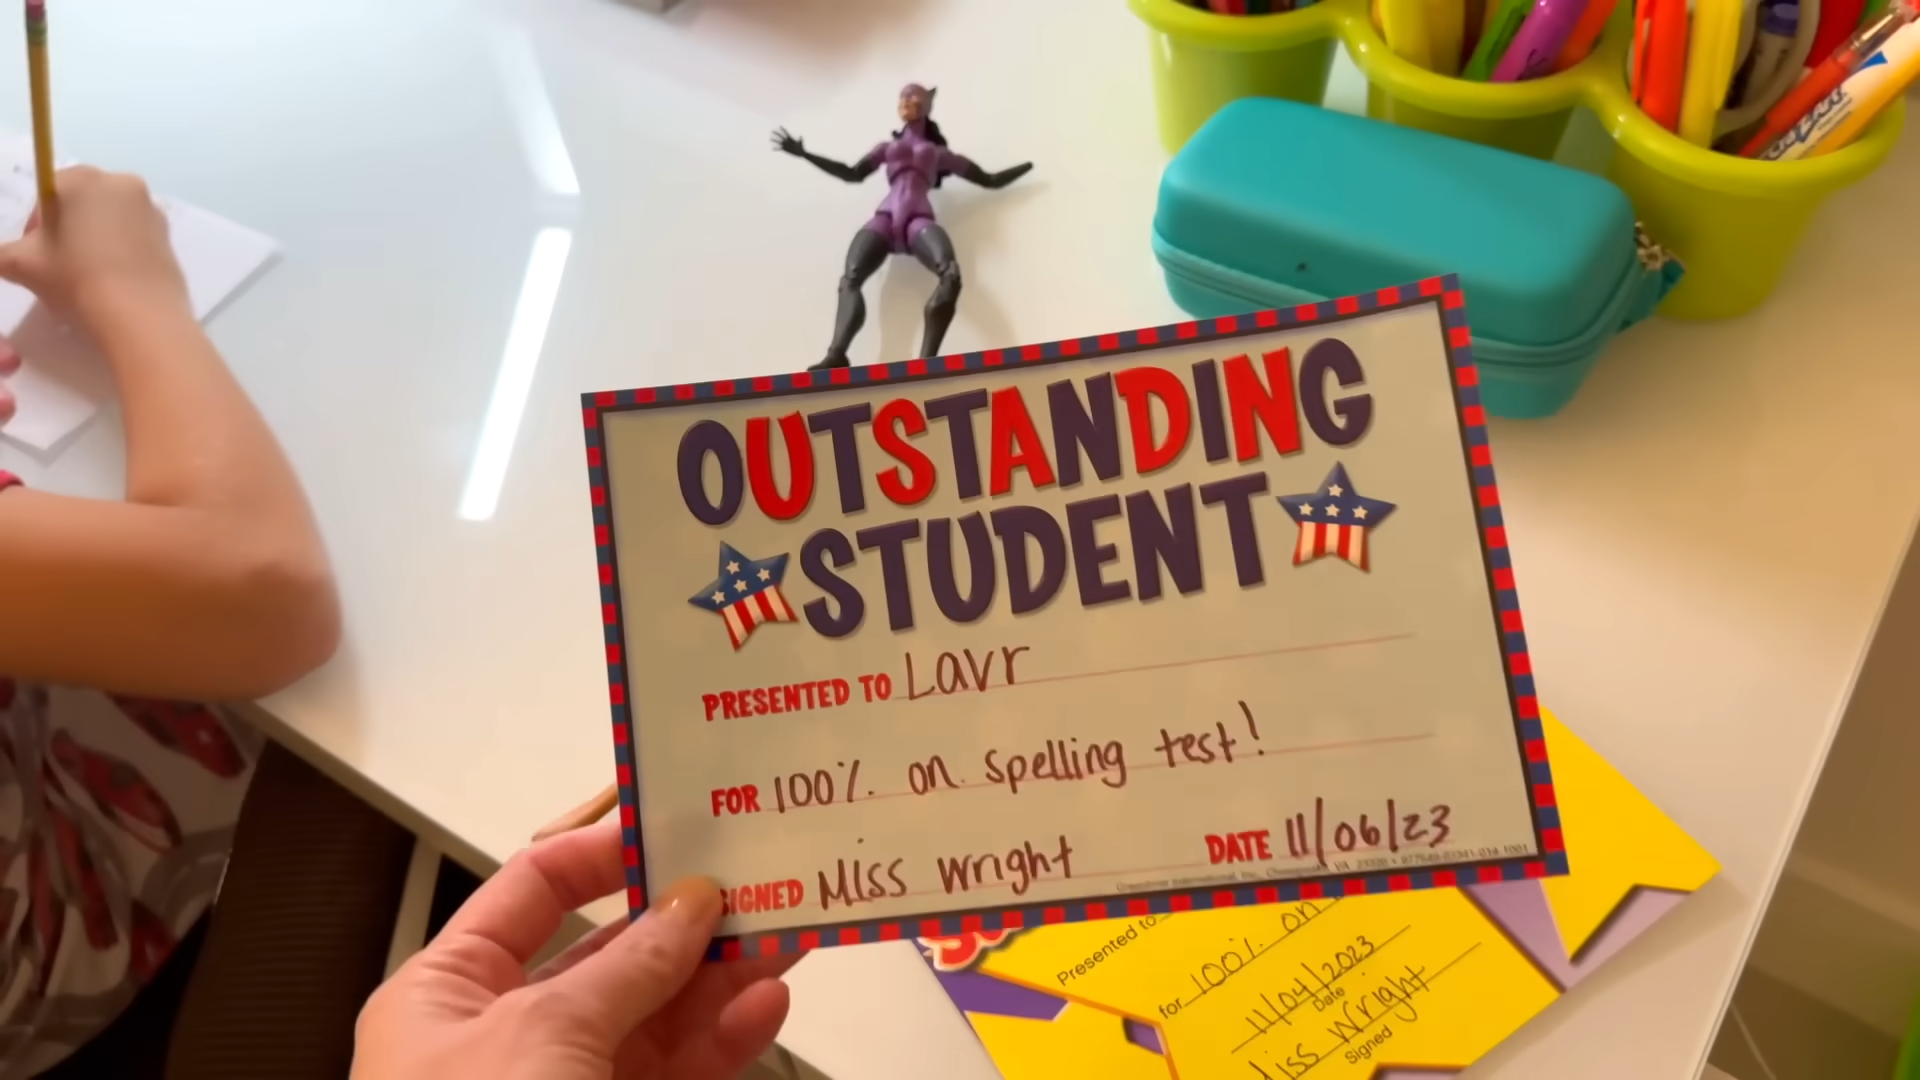 OUTSTANDING
STUDENT
PRESENTED TO Lavr
FOR 100% on spelling test!
SIGNED Miss Wright DATE 11/06/23
Presented to
for 100% on
11/04/2023
Date
Miss Wright
Signed